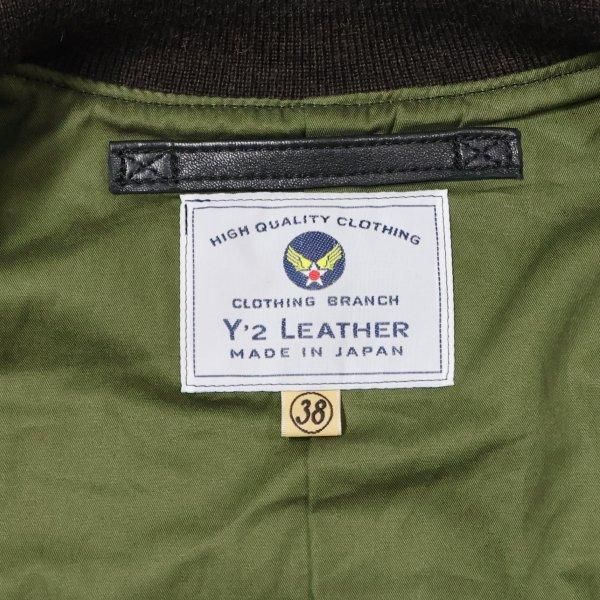 HIGH QUALITY CLOTHING
CLOTHING BRANCH
Y'2 LEATHER
MADE IN JAPAN
38